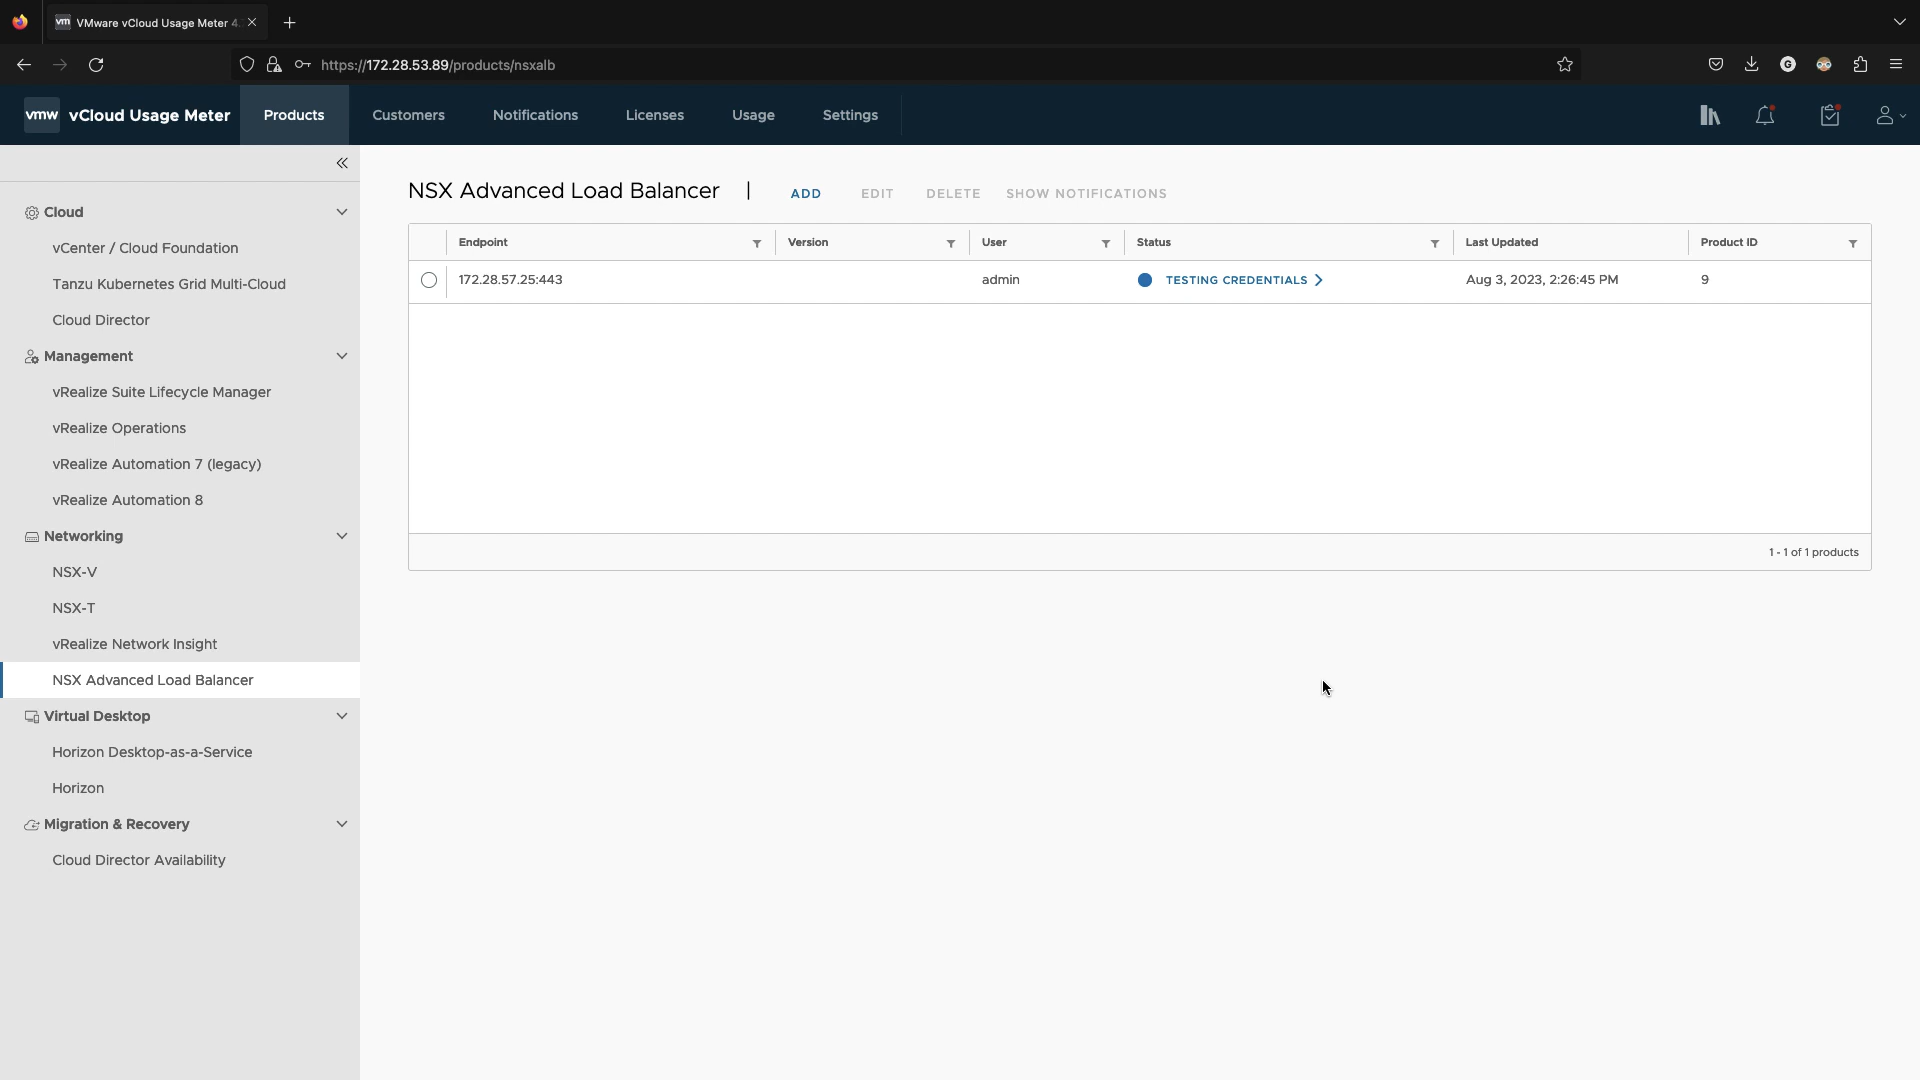 VMware vCloud Usage Meter 4.
https://172.28.53.89/products/nsxalb
G
vmw vCloud Usage Meter Products Customers Notifications Licenses Usage Settings
Cloud
vCenter / Cloud Foundation
Tanzu Kubernetes Grid Multi-Cloud
Cloud Director
Management
vRealize Suite Lifecycle Manager
vRealize Operations
vRealize Automation 7 (legacy)
vRealize Automation 8
Networking
NSX-V
NSX-T
vRealize Network Insight
NSX Advanced Load Balancer
Virtual Desktop
Horizon Desktop-as-a-Service
Horizon
Migration & Recovery
Cloud Director Availability
NSX Advanced Load Balancer | ADD EDIT DELETE SHOW NOTIFICATIONS
Endpoint Version User Status Last Updated Product ID
172.28.57.25:443 admin TESTING CREDENTIALS Aug 3, 2023, 2:26:45 PM 9
1 - 1 of 1 products